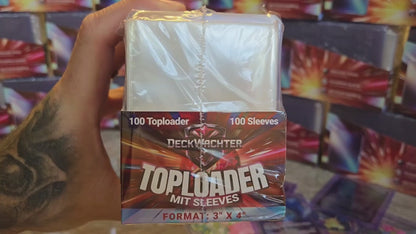 100 Toploader 100 Sleeves
DECKWÄCHTER
TOPLOADER
MIT SLEEVES
FORMAT: 3" X 4"